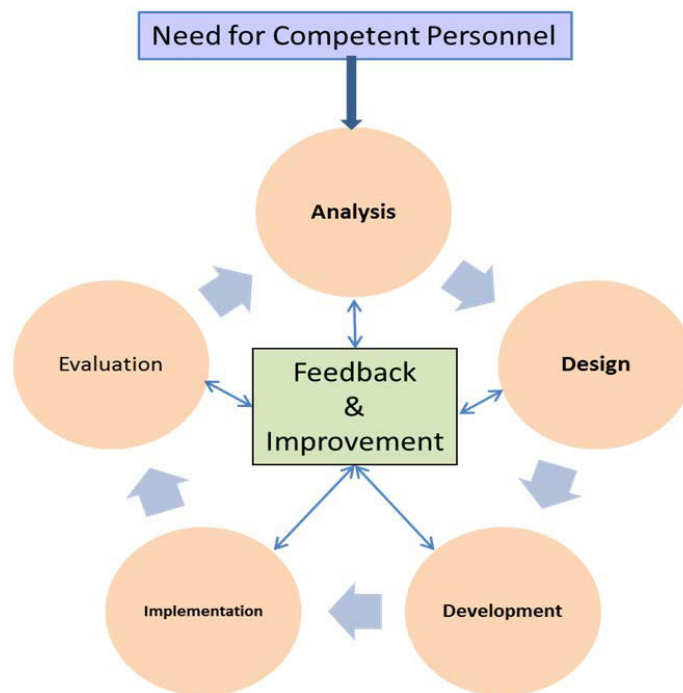 Need for Competent Personnel
Analysis
Evaluation
Design
Feedback
&
Improvement
Implementation
Development